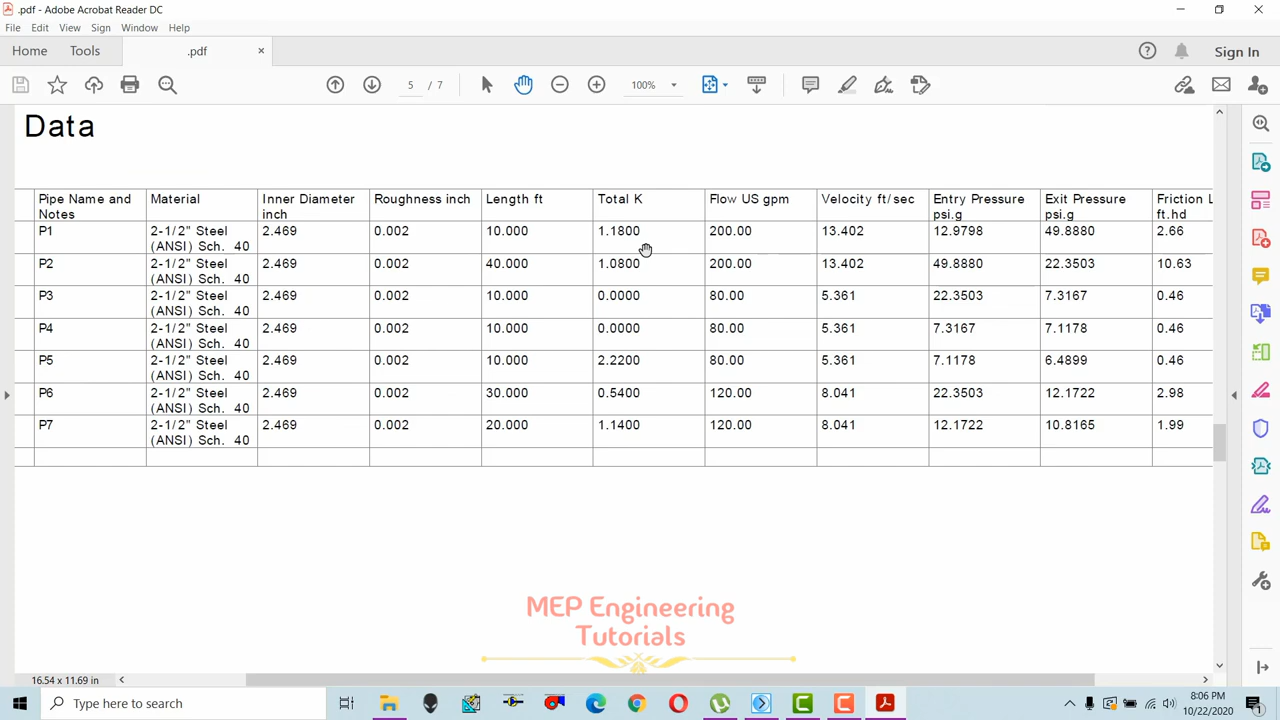 .pdf - Adobe Acrobat Reader DC
File Edit View Sign Window Help
Home Tools .pdf × Sign In
5 / 7 100%
Data
Pipe Name and Notes Material Inner Diameter inch Roughness inch Length ft Total K Flow US gpm Velocity ft/sec Entry Pressure psi.g Exit Pressure psi.g Friction L ft.hd
P1 2-1/2" Steel (ANSI) Sch. 40 2.469 0.002 10.000 1.1800 200.00 13.402 12.9798 49.8880 2.66
P2 2-1/2" Steel (ANSI) Sch. 40 2.469 0.002 40.000 1.0800 200.00 13.402 49.8880 22.3503 10.63
P3 2-1/2" Steel (ANSI) Sch. 40 2.469 0.002 10.000 0.0000 80.00 5.361 22.3503 7.3167 0.46
P4 2-1/2" Steel (ANSI) Sch. 40 2.469 0.002 10.000 0.0000 80.00 5.361 7.3167 7.1178 0.46
P5 2-1/2" Steel (ANSI) Sch. 40 2.469 0.002 10.000 2.2200 80.00 5.361 7.1178 6.4899 0.46
P6 2-1/2" Steel (ANSI) Sch. 40 2.469 0.002 30.000 0.5400 120.00 8.041 22.3503 12.1722 2.98
P7 2-1/2" Steel (ANSI) Sch. 40 2.469 0.002 20.000 1.1400 120.00 8.041 12.1722 10.8165 1.99
MEP Engineering
Tutorials
16.54 x 11.69 in
Type here to search
8:06 PM
10/22/2020